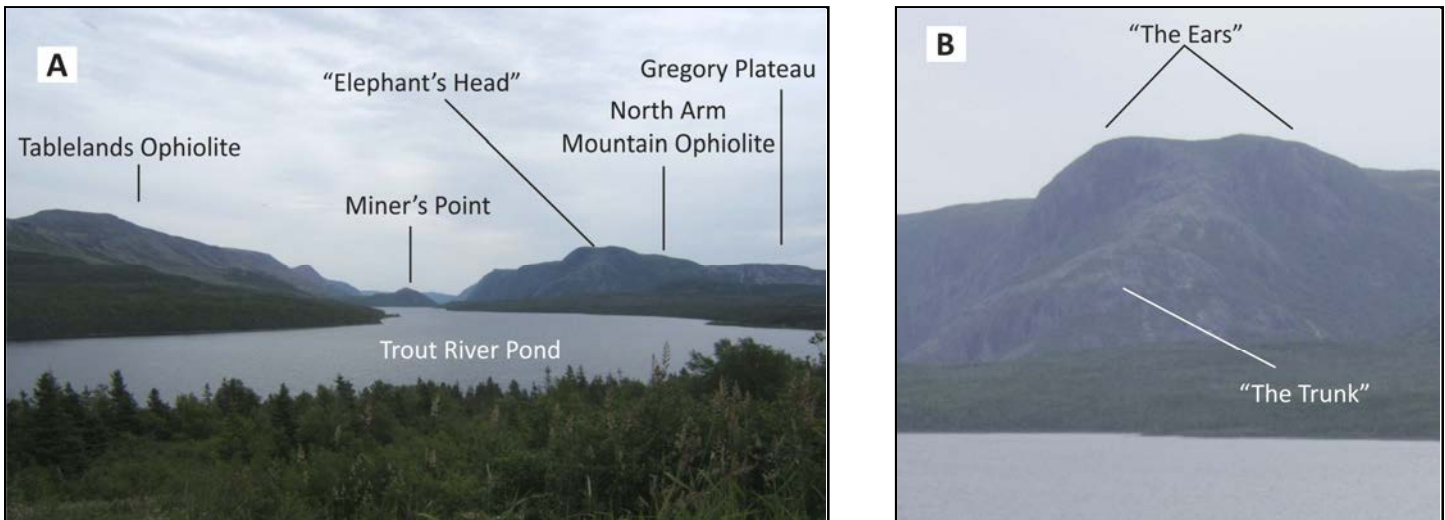 A
"Elephant's Head"
Gregory Plateau
North Arm
Mountain Ophiolite
Tablelands Ophiolite
Miner's Point
Trout River Pond
B
"The Ears"
"The Trunk"